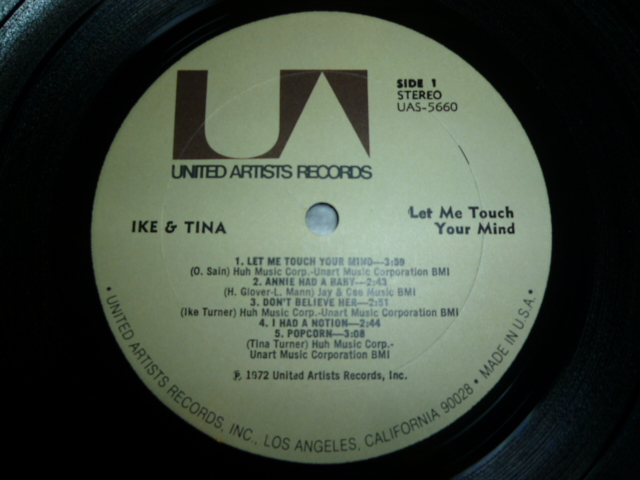 UA
UNITED ARTISTS RECORDS
SIDE 1
STEREO
UAS-5660
IKE & TINA
Let Me Touch
Your Mind
1. LET ME TOUCH YOUR MIND—3:59
(O. Sain) Huh Music Corp.-Unart Music Corporation BMI
2. ANNIE HAD A BABY—2:43
(H. Glover-L. Mann) Jay & Cee Music BMI
3. DON'T BELIEVE HER—2:51
(Ike Turner) Huh Music Corp.-Unart Music Corporation BMI
4. I HAD A NOTION—2:44
5. POPCORN—3:08
(Tina Turner) Huh Music Corp.-
Unart Music Corporation BMI
℗ 1972 United Artists Records, Inc.
• UNITED ARTISTS RECORDS, INC., LOS ANGELES, CALIFORNIA 90028 • MADE IN U.S.A. •